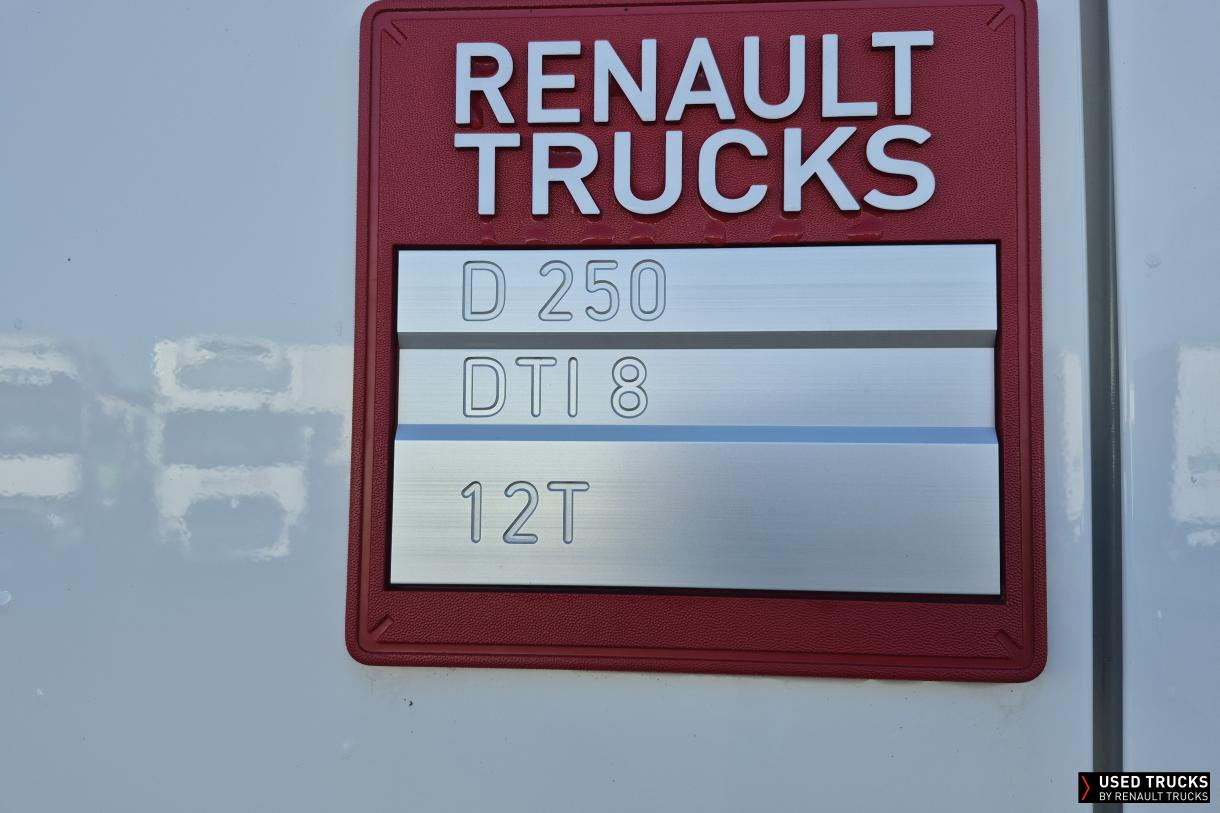 RENAULT
TRUCKS
D 250
DTI 8
12T
USED TRUCKS
BY RENAULT TRUCKS